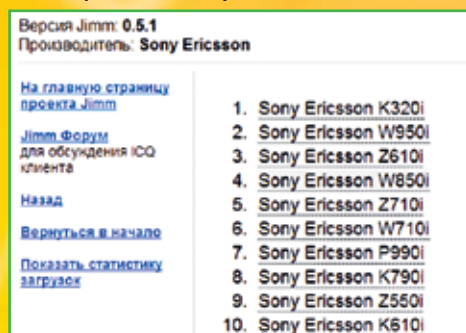 Версия Jimm: 0.5.1
Производитель: Sony Ericsson
На главную страницу
проекта Jimm
Jimm Форум
для обсуждения ICQ
клиента
Назад
Вернуться в начало
Показать статистику
загрузок
1. Sony Ericsson K320i
2. Sony Ericsson W950i
3. Sony Ericsson Z610i
4. Sony Ericsson W850i
5. Sony Ericsson Z710i
6. Sony Ericsson W710i
7. Sony Ericsson P990i
8. Sony Ericsson K790i
9. Sony Ericsson Z550i
10. Sony Ericsson K610i